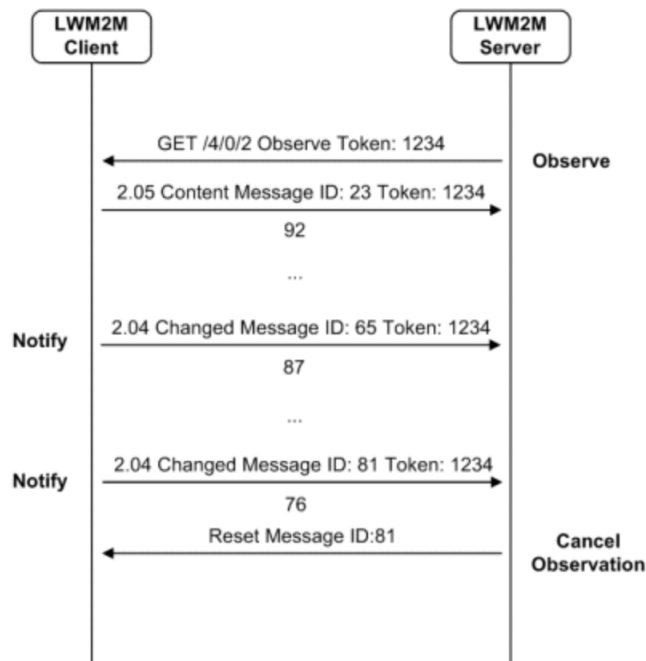 LWM2M
Client
LWM2M
Server
GET /4/0/2 Observe Token: 1234
Observe
2.05 Content Message ID: 23 Token: 1234
92
...
Notify
2.04 Changed Message ID: 65 Token: 1234
87
...
Notify
2.04 Changed Message ID: 81 Token: 1234
76
Reset Message ID:81
Cancel
Observation